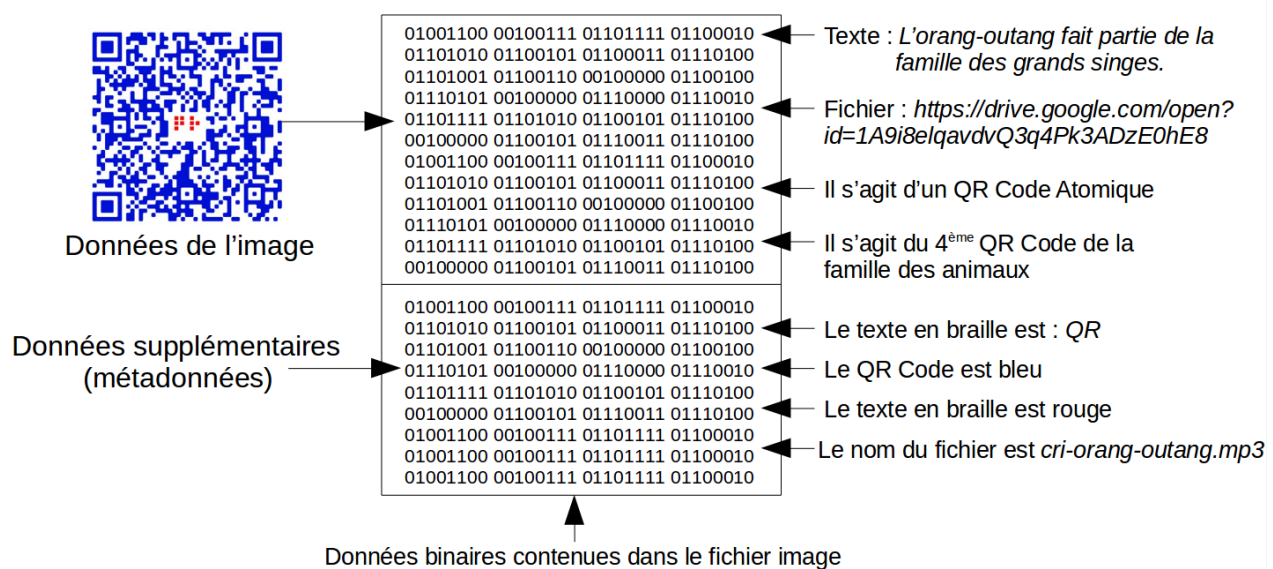 01001100 00100111 01101111 01100010
01101010 01100101 01100011 01110100
01101001 01100110 00100000 01100100
01110101 00100000 01110000 01110010
01101111 01101010 01100101 01110100
00100000 01100101 01110011 01110100
01001100 00100111 01101111 01100010
01101010 01100101 01100011 01110100
01101001 01100110 00100000 01100100
01110101 00100000 01110000 01110010
01101111 01101010 01100101 01110100
00100000 01100101 01110011 01110100
Texte : L'orang-outang fait partie de la
famille des grands singes.
Fichier : https://drive.google.com/open?
id=1A9i8elqavdvQ3q4Pk3ADzE0hE8
Il s’agit d’un QR Code Atomique
Il s’agit du 4ème QR Code de la
famille des animaux
Données de l’image
01001100 00100111 01101111 01100010
01101010 01100101 01100011 01110100
01101001 01100110 00100000 01100100
01110101 00100000 01110000 01110010
01101111 01101010 01100101 01110100
00100000 01100101 01110011 01110100
01001100 00100111 01101111 01100010
01001100 00100111 01101111 01100010
01001100 00100111 01101111 01100010
Données supplémentaires
(métadonnées)
Le texte en braille est : QR
Le QR Code est bleu
Le texte en braille est rouge
Le nom du fichier est cri-orang-outang.mp3
Données binaires contenues dans le fichier image